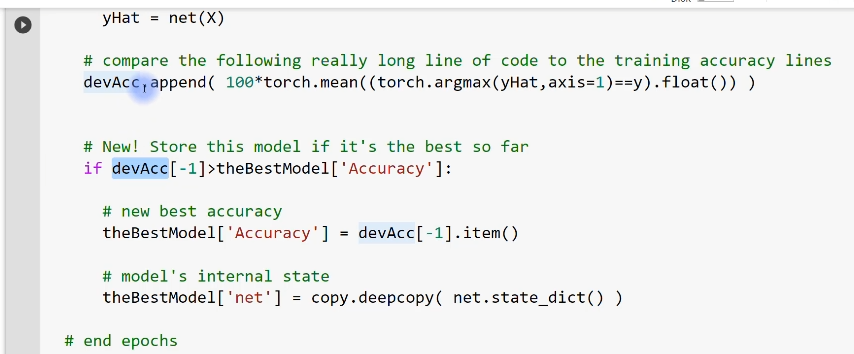 yHat = net(X)
# compare the following really long line of code to the training accuracy lines
devAcc.append( 100*torch.mean((torch.argmax(yHat,axis=1)==y).float()) )
# New! Store this model if it's the best so far
if devAcc[-1]>theBestModel['Accuracy']:
# new best accuracy
theBestModel['Accuracy'] = devAcc[-1].item()
# model's internal state
theBestModel['net'] = copy.deepcopy( net.state_dict() )
# end epochs